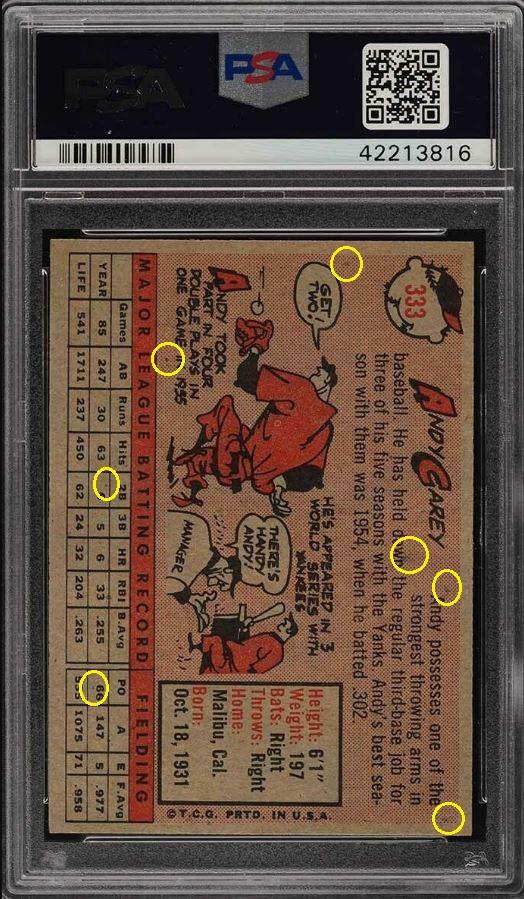 PSA
PSA
42213816
333
ANDY CAREY
Andy possesses one of the
strongest throwing arms in
baseball. He has held down the regular third-base job for
three of his five seasons with the Yanks. Andy's best sea-
son with them was 1954, when he batted .302.
GET TWO!
ANDY TOOK
PART IN FOUR
DOUBLE PLAYS IN
ONE GAME IN 1955
HE'S APPEARED IN 3
WORLD SERIES WITH
YANKEES
THERE'S
HANDY
ANDY!
MANAGER
Height: 6'1"
Weight: 197
Bats: Right
Throws: Right
Home:
Malibu, Cal.
Born:
Oct. 18, 1931
© T.C.G. PRTD. IN U.S.A.
MAJOR LEAGUE BATTING RECORD FIELDING
Games AB Runs Hits 2B 3B HR RBI B.Avg PO A E F.Avg
YEAR 85 247 30 63 5 6 33 .255 66 147 5 .977
LIFE 541 1711 237 450 62 24 32 204 .263 1075 71 .958